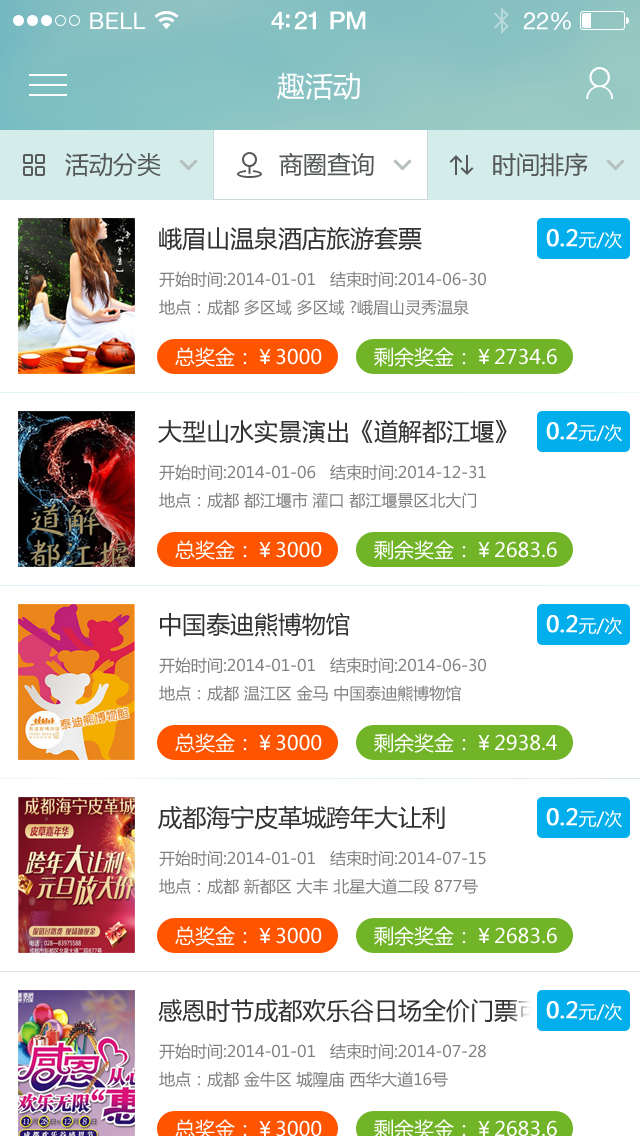 BELL 4:21 PM 22%
趣活动
活动分类 商圈查询 时间排序
峨眉山温泉酒店旅游套票 0.2元/次
开始时间:2014-01-01 结束时间:2014-06-30
地点：成都 多区域 多区域 ?峨眉山灵秀温泉
总奖金：￥3000 剩余奖金：￥2734.6
道解
都江堰
大型山水实景演出《道解都江堰》 0.2元/次
开始时间:2014-01-06 结束时间:2014-12-31
地点：成都 都江堰市 灌口 都江堰景区北大门
总奖金：￥3000 剩余奖金：￥2683.6
泰迪熊博物館
中国泰迪熊博物馆 0.2元/次
开始时间:2014-01-01 结束时间:2014-06-30
地点：成都 温江区 金马 中国泰迪熊博物馆
总奖金：￥3000 剩余奖金：￥2938.4
成都海宁皮革城
皮草嘉年华
跨年大让利
元旦放大价
电话：028—83975588
成都海宁皮革城跨年大让利 0.2元/次
开始时间:2014-01-01 结束时间:2014-07-15
地点：成都 新都区 大丰 北星大道二段 877号
总奖金：￥3000 剩余奖金：￥2683.6
感恩
从心
欢乐无限 "惠
感恩时节成都欢乐谷日场全价门票 0.2元/次
开始时间:2014-01-01 结束时间:2014-07-28
地点：成都 金牛区 城隍庙 西华大道16号
总奖金：￥3000 剩余奖金：￥2683.6